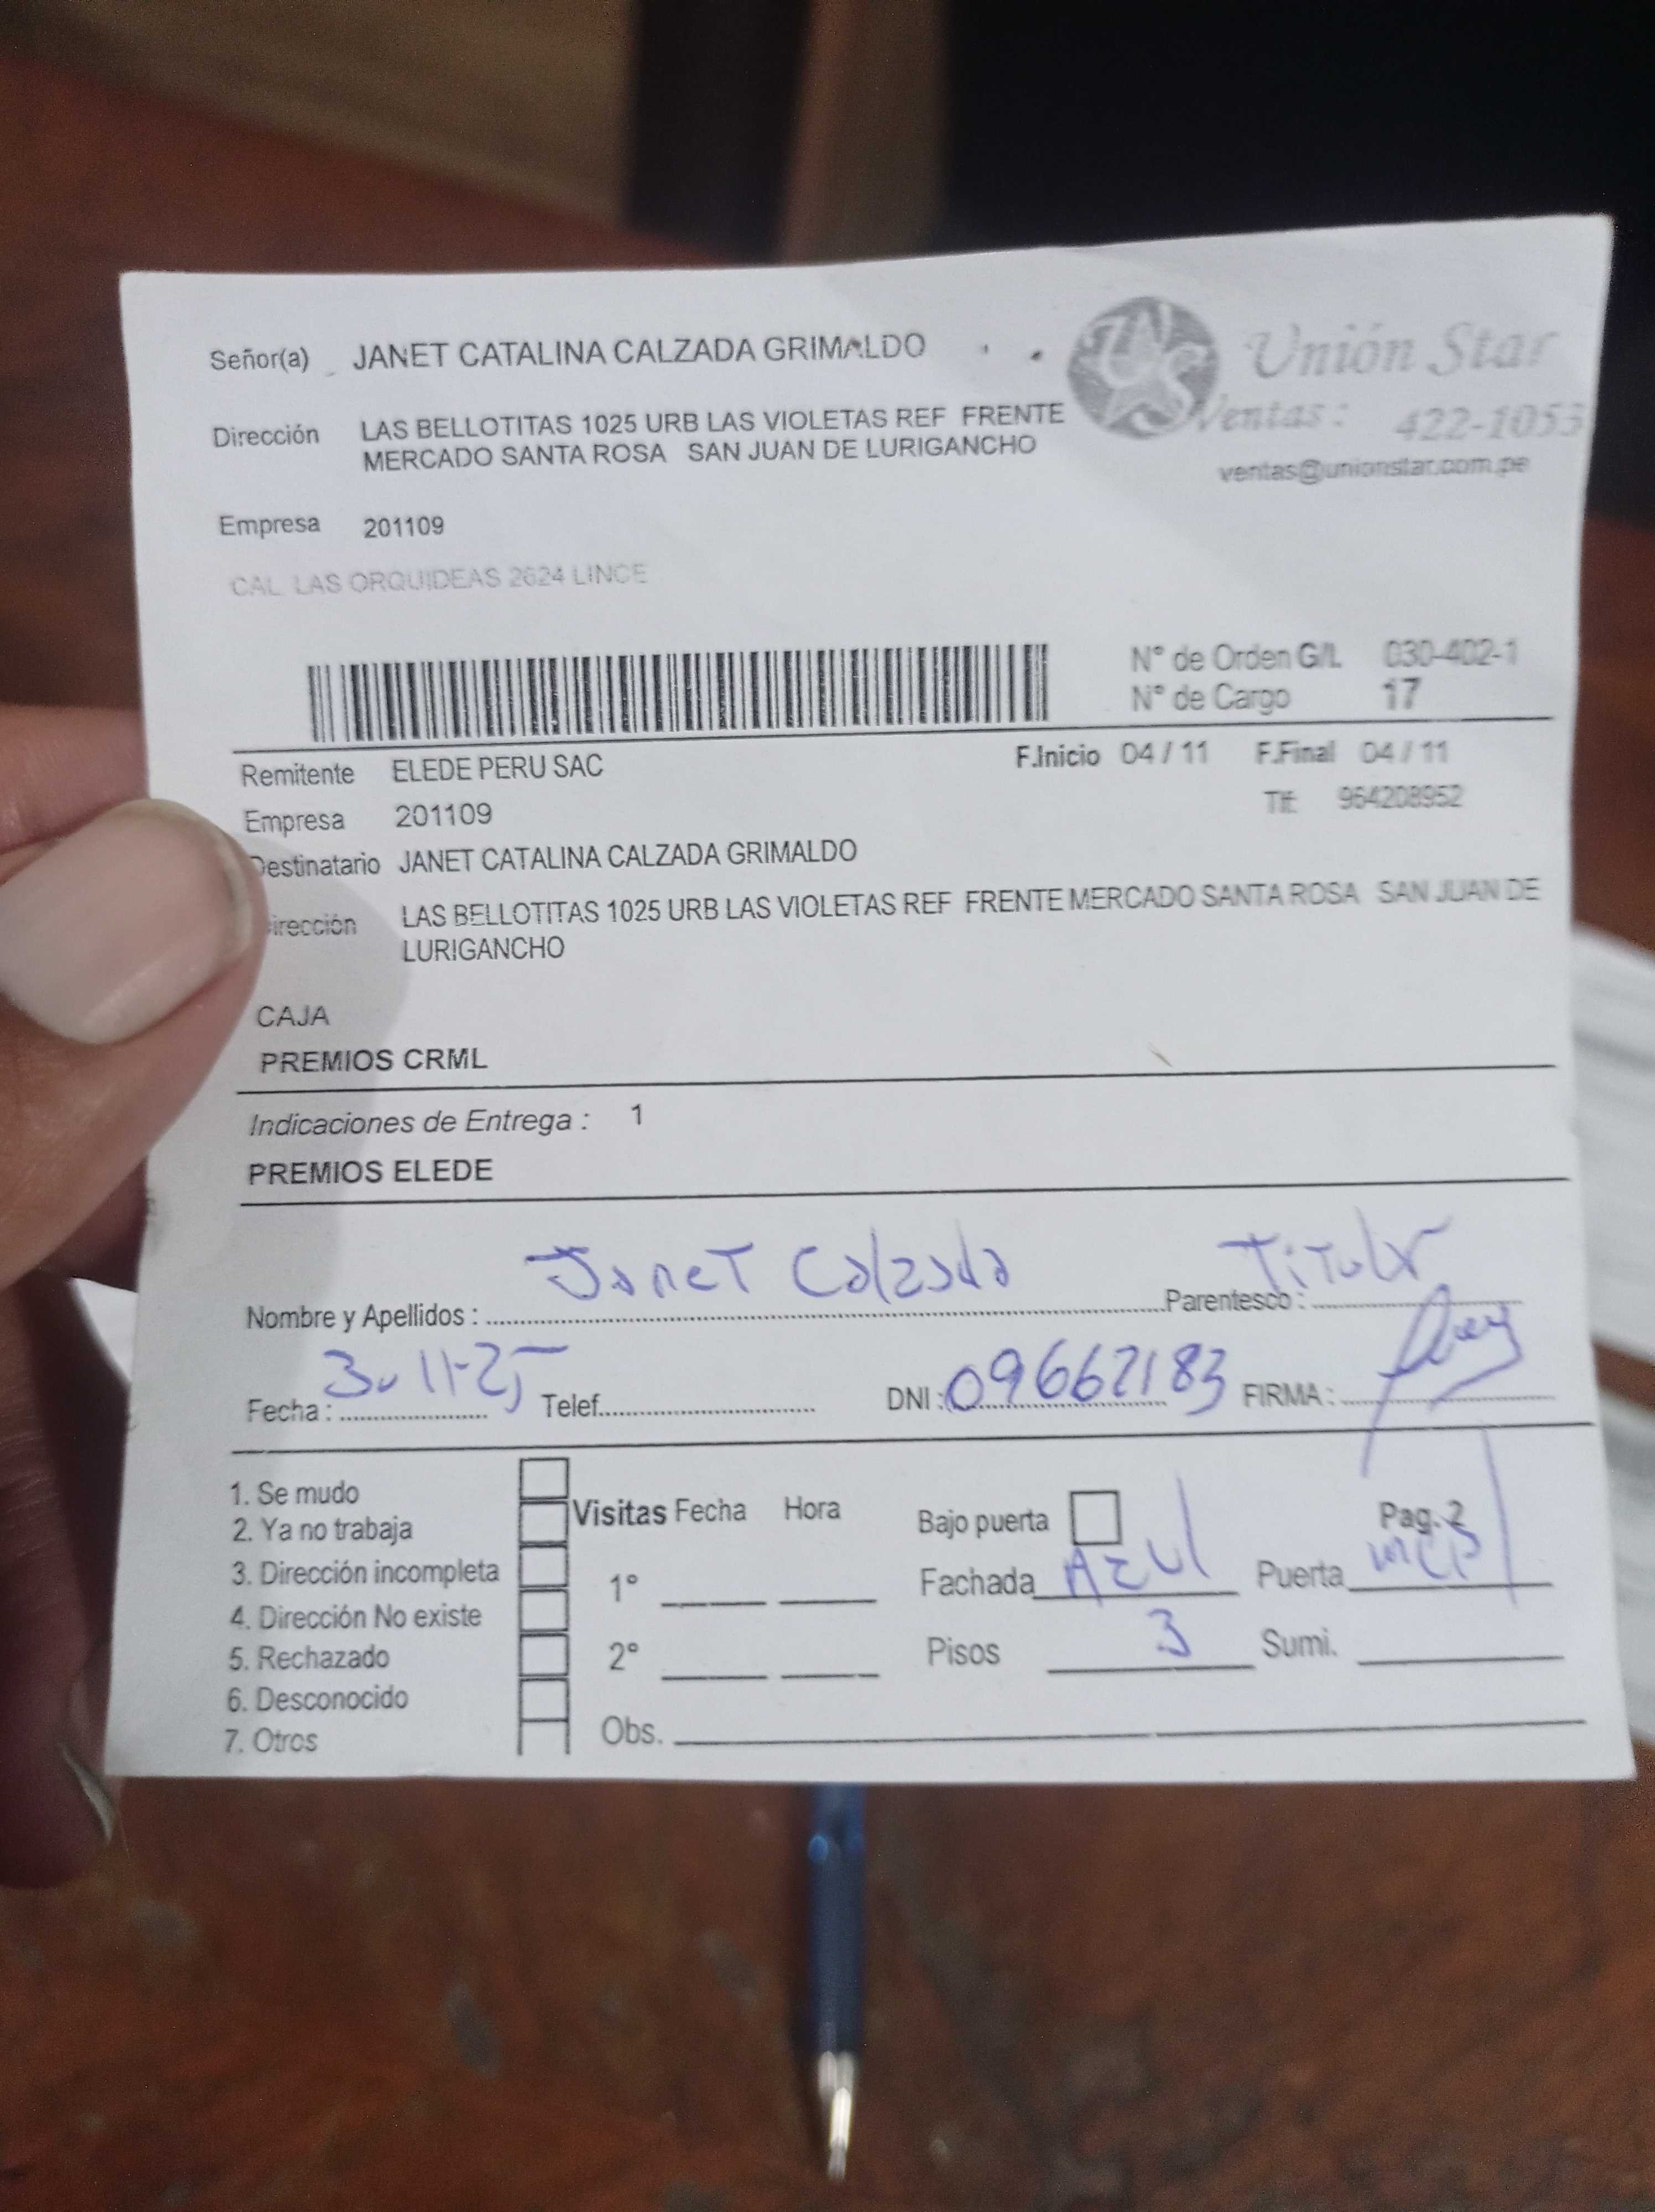 Señor(a) JANET CATALINA CALZADA GRIMALDO
Unión Star
Ventas: 422-1053
ventas@unionstar.com.pe
Dirección LAS BELLOTITAS 1025 URB LAS VIOLETAS REF FRENTE
MERCADO SANTA ROSA SAN JUAN DE LURIGANCHO
Empresa 201109
CAL LAS ORQUIDEAS 2624 LINCE
N° de Orden G/L 030-402-1
N° de Cargo 17
Remitente ELEDE PERU SAC F.Inicio 04 / 11 F.Final 04 / 11
Empresa 201109 Tlf: 964208952
Destinatario JANET CATALINA CALZADA GRIMALDO
irección LAS BELLOTITAS 1025 URB LAS VIOLETAS REF FRENTE MERCADO SANTA ROSA SAN JUAN DE
LURIGANCHO
CAJA
PREMIOS CRML
Indicaciones de Entrega : 1
PREMIOS ELEDE
Nombre y Apellidos : Janet Calzada Parentesco : Titular
Fecha : Telef. DNI : 09662183 FIRMA :
1. Se mudo
2. Ya no trabaja
3. Dirección incompleta
4. Dirección No existe
5. Rechazado
6. Desconocido
7. Otros
Visitas Fecha Hora
1°
2°
Obs.
Bajo puerta Pag. 2
Fachada Azul Puerta
Pisos 3 Sumi.